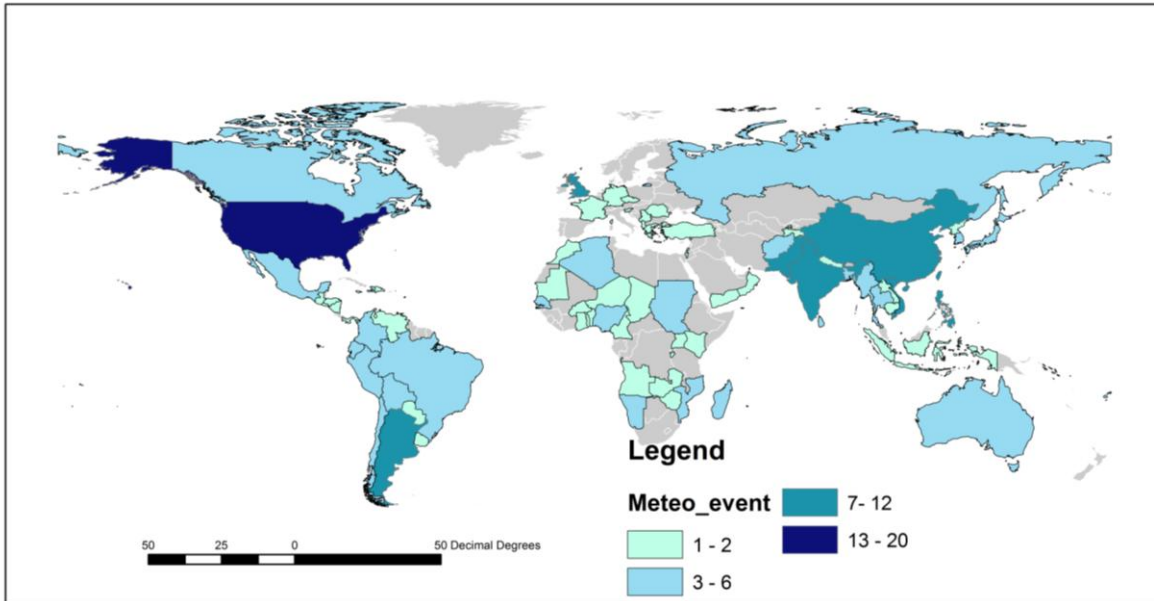 Legend
Meteo_event
1 - 2
3 - 6
7- 12
13 - 20
50 25 0 50 Decimal Degrees